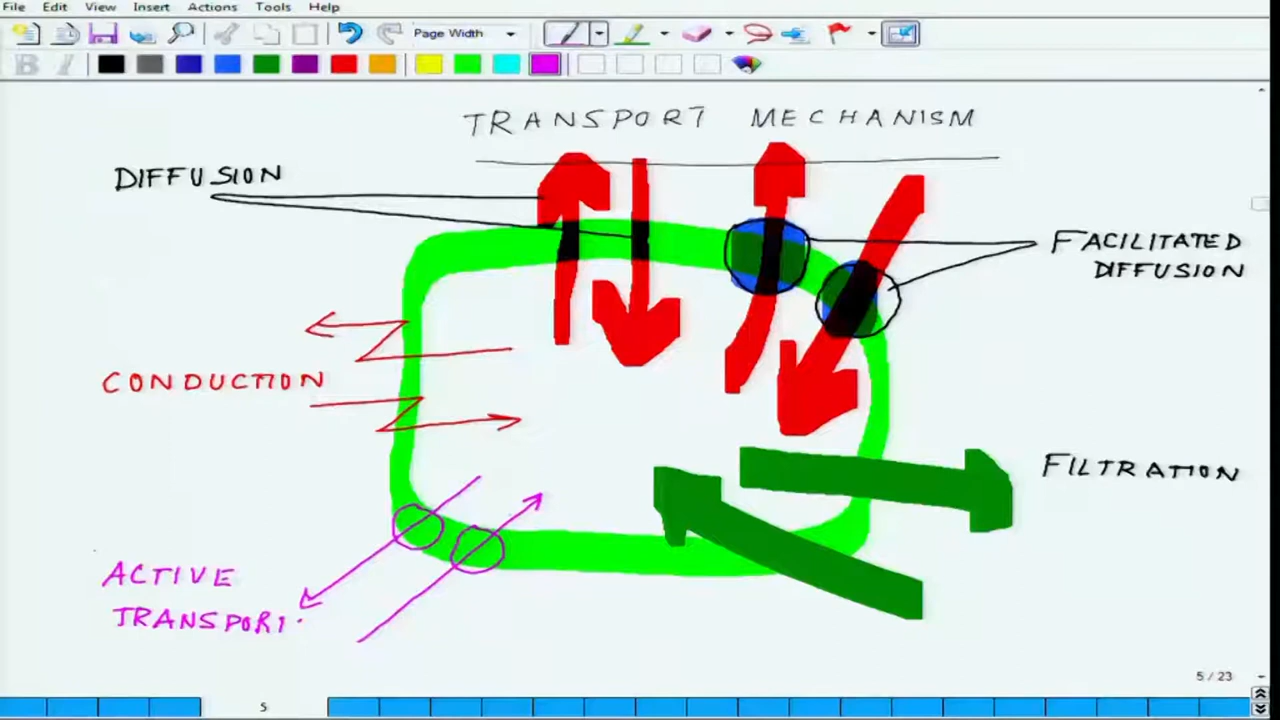 File Edit View Insert Actions Tools Help
Page Width
B I
TRANSPORT MECHANISM
DIFFUSION
FACILITATED
DIFFUSION
CONDUCTION
FILTRATION
ACTIVE
TRANSPORT
5 / 23
5